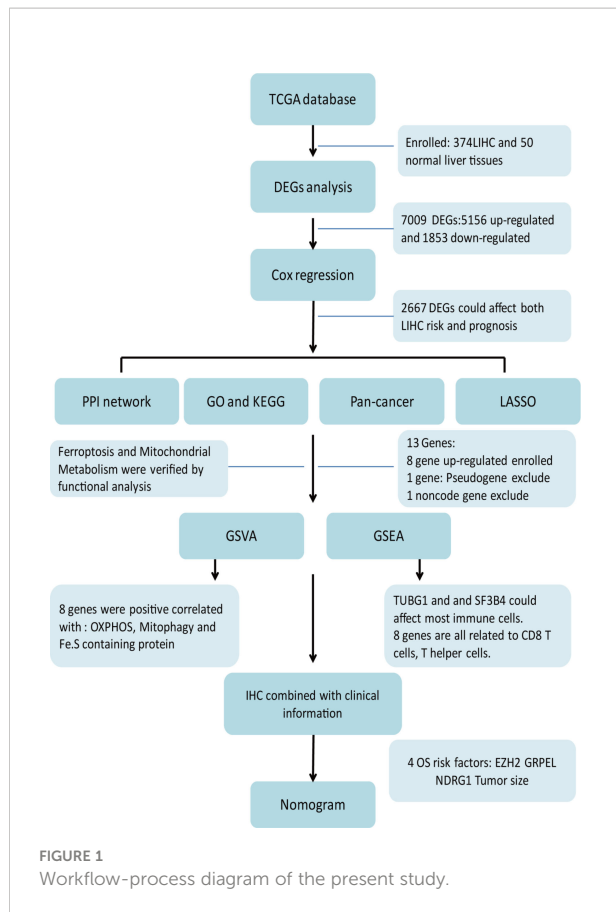 TCGA database
Enrolled: 374LIHC and 50
normal liver tissues
DEGs analysis
7009 DEGs:5156 up-regulated
and 1853 down-regulated
Cox regression
2667 DEGs could affect both
LIHC risk and prognosis
PPI network
GO and KEGG
Pan-cancer
LASSO
Ferroptosis and Mitochndrial
Metabolism were verified by
functional analysis
13 Genes:
8 gene up-regulated enrolled
1 gene: Pseudogene exclude
1 noncode gene exclude
GSVA
GSEA
8 genes were positive correlated
with : OXPHOS, Mitophagy and
Fe.S containing protein
TUBG1 and and SF3B4 could
affect most immune cells.
8 genes are all related to CD8 T
cells, T helper cells.
IHC combined with clinical
information
4 OS risk factors: EZH2 GRPEL
NDRG1 Tumor size
Nomogram
FIGURE 1
Workflow-process diagram of the present study.